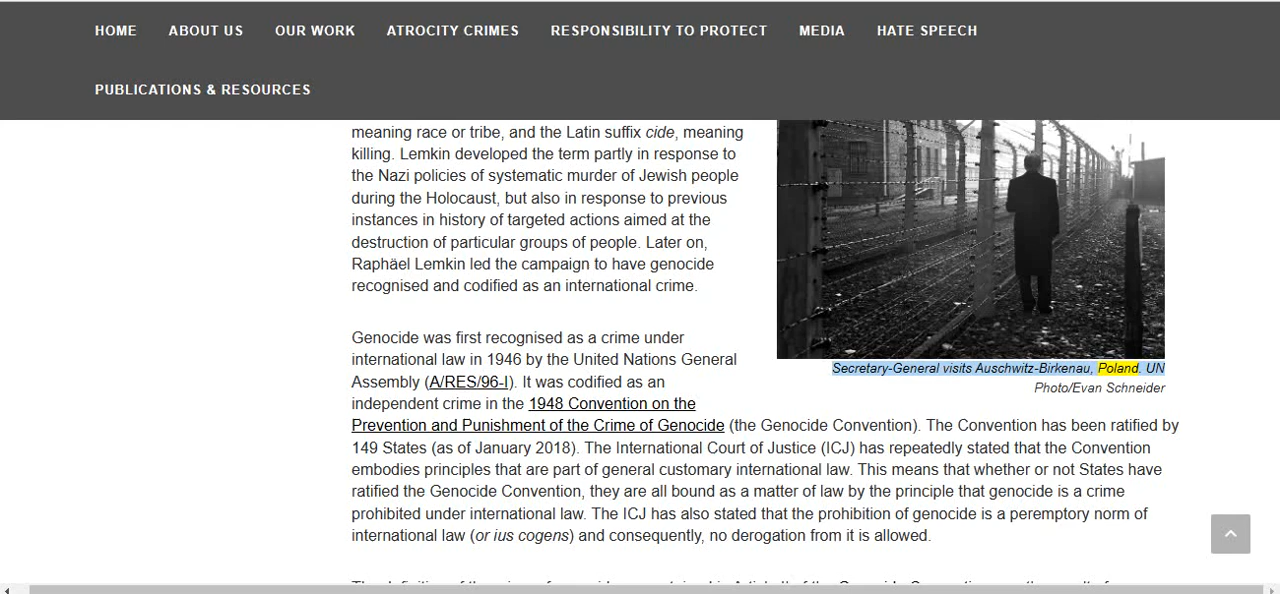 HOME ABOUT US OUR WORK ATROCITY CRIMES RESPONSIBILITY TO PROTECT MEDIA HATE SPEECH
PUBLICATIONS & RESOURCES
meaning race or tribe, and the Latin suffix cide, meaning
killing. Lemkin developed the term partly in response to
the Nazi policies of systematic murder of Jewish people
during the Holocaust, but also in response to previous
instances in history of targeted actions aimed at the
destruction of particular groups of people. Later on,
Raphäel Lemkin led the campaign to have genocide
recognised and codified as an international crime.
Secretary-General visits Auschwitz-Birkenau, Poland. UN
Photo/Evan Schneider
Genocide was first recognised as a crime under
international law in 1946 by the United Nations General
Assembly (A/RES/96-I). It was codified as an
independent crime in the 1948 Convention on the
Prevention and Punishment of the Crime of Genocide (the Genocide Convention). The Convention has been ratified by
149 States (as of January 2018). The International Court of Justice (ICJ) has repeatedly stated that the Convention
embodies principles that are part of general customary international law. This means that whether or not States have
ratified the Genocide Convention, they are all bound as a matter of law by the principle that genocide is a crime
prohibited under international law. The ICJ has also stated that the prohibition of genocide is a peremptory norm of
international law (or ius cogens) and consequently, no derogation from it is allowed.